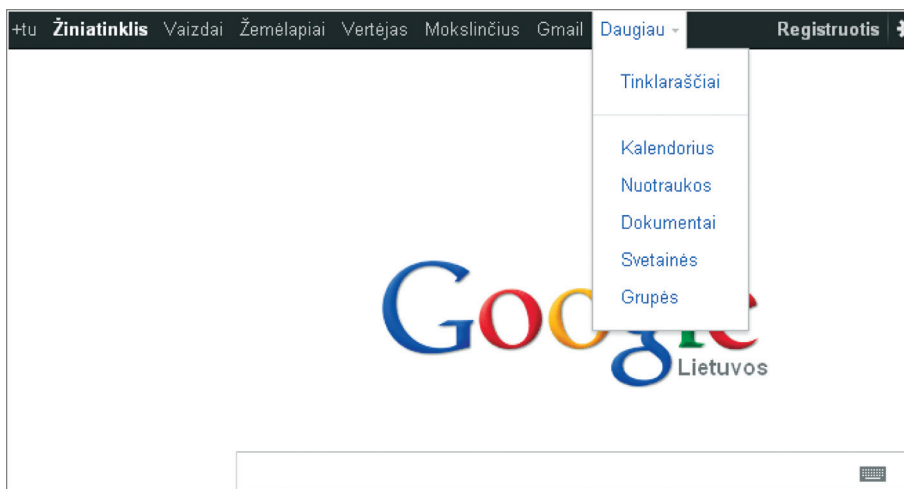 +tu Žiniatinklis Vaizdai Žemėlapiai Vertėjas Mokslinčius Gmail Daugiau Registruotis
Tinklaraščiai
Kalendorius
Nuotraukos
Dokumentai
Svetainės
Grupės
Google
Lietuvos